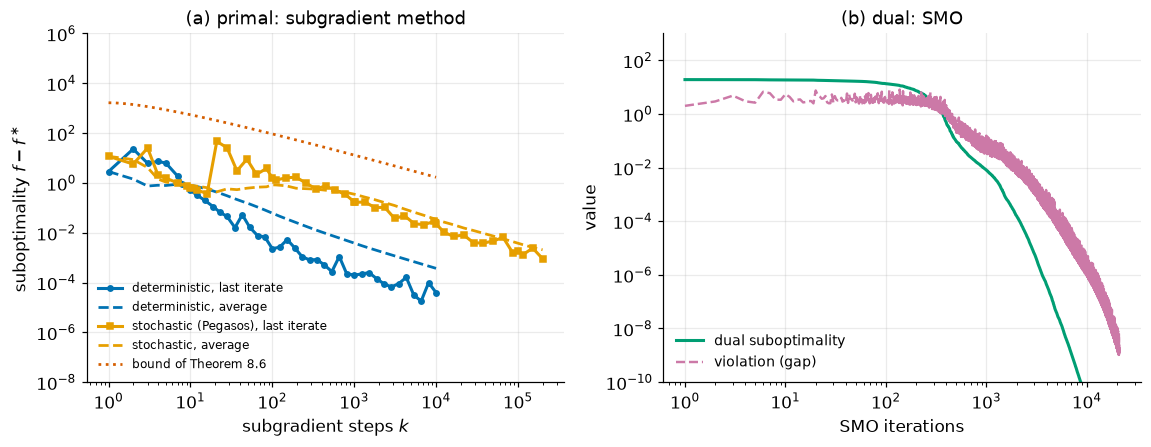 (a) primal: subgradient method
suboptimality f − f*
10^6
10^4
10^2
10^0
10^−2
10^−4
10^−6
10^−8
deterministic, last iterate
deterministic, average
stochastic (Pegasos), last iterate
stochastic, average
bound of Theorem 8.6
10^0 10^1 10^2 10^3 10^4 10^5
subgradient steps k
(b) dual: SMO
value
10^2
10^0
10^−2
10^−4
10^−6
10^−8
10^−10
dual suboptimality
violation (gap)
10^0 10^1 10^2 10^3 10^4
SMO iterations